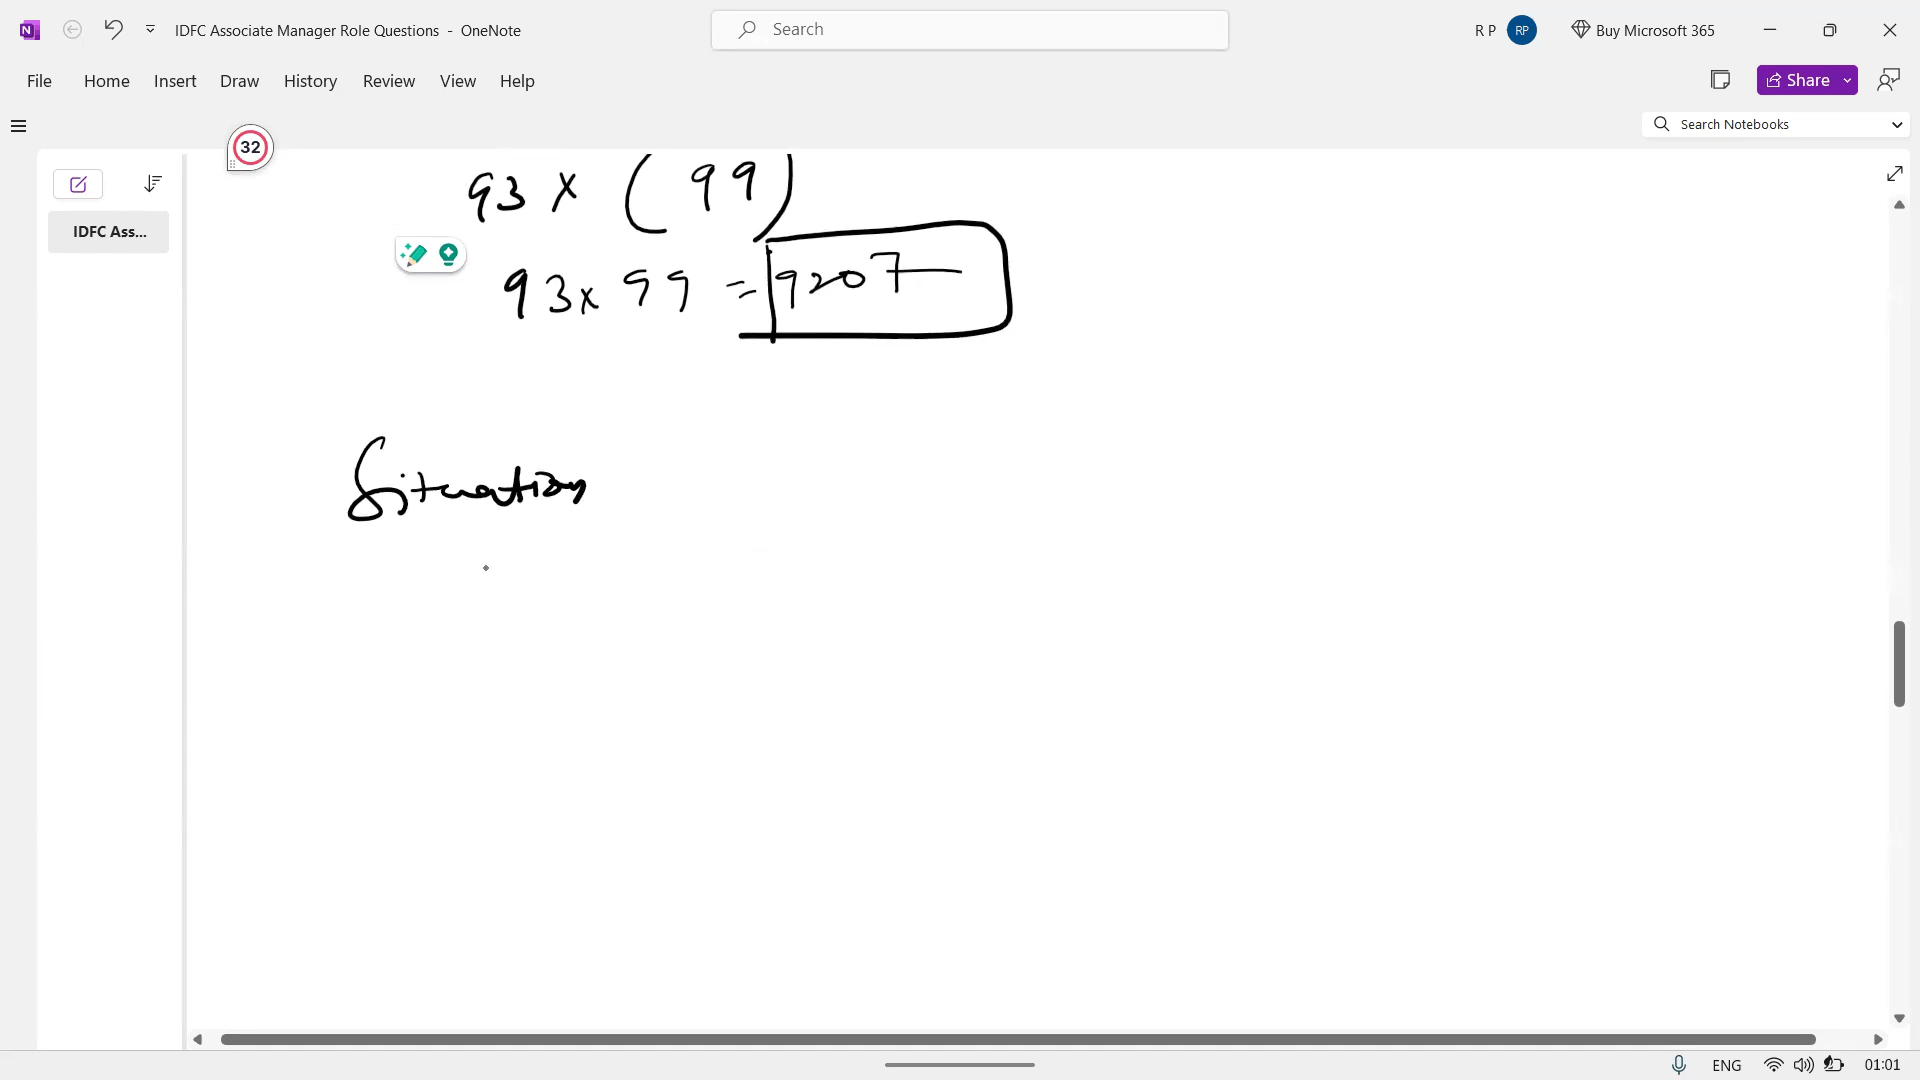 IDFC Associate Manager Role Questions - OneNote
Search
R P
RP
Buy Microsoft 365
File
Home
Insert
Draw
History
Review
View
Help
Share
Search Notebooks
32
IDFC Ass...
93 x (99)
93x 99 = 9207
Situation
ENG
01:01